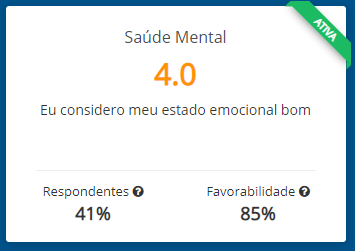 ATIVA
Saúde Mental
4.0
Eu considero meu estado emocional bom
Respondentes ?
Favorabilidade ?
41%
85%